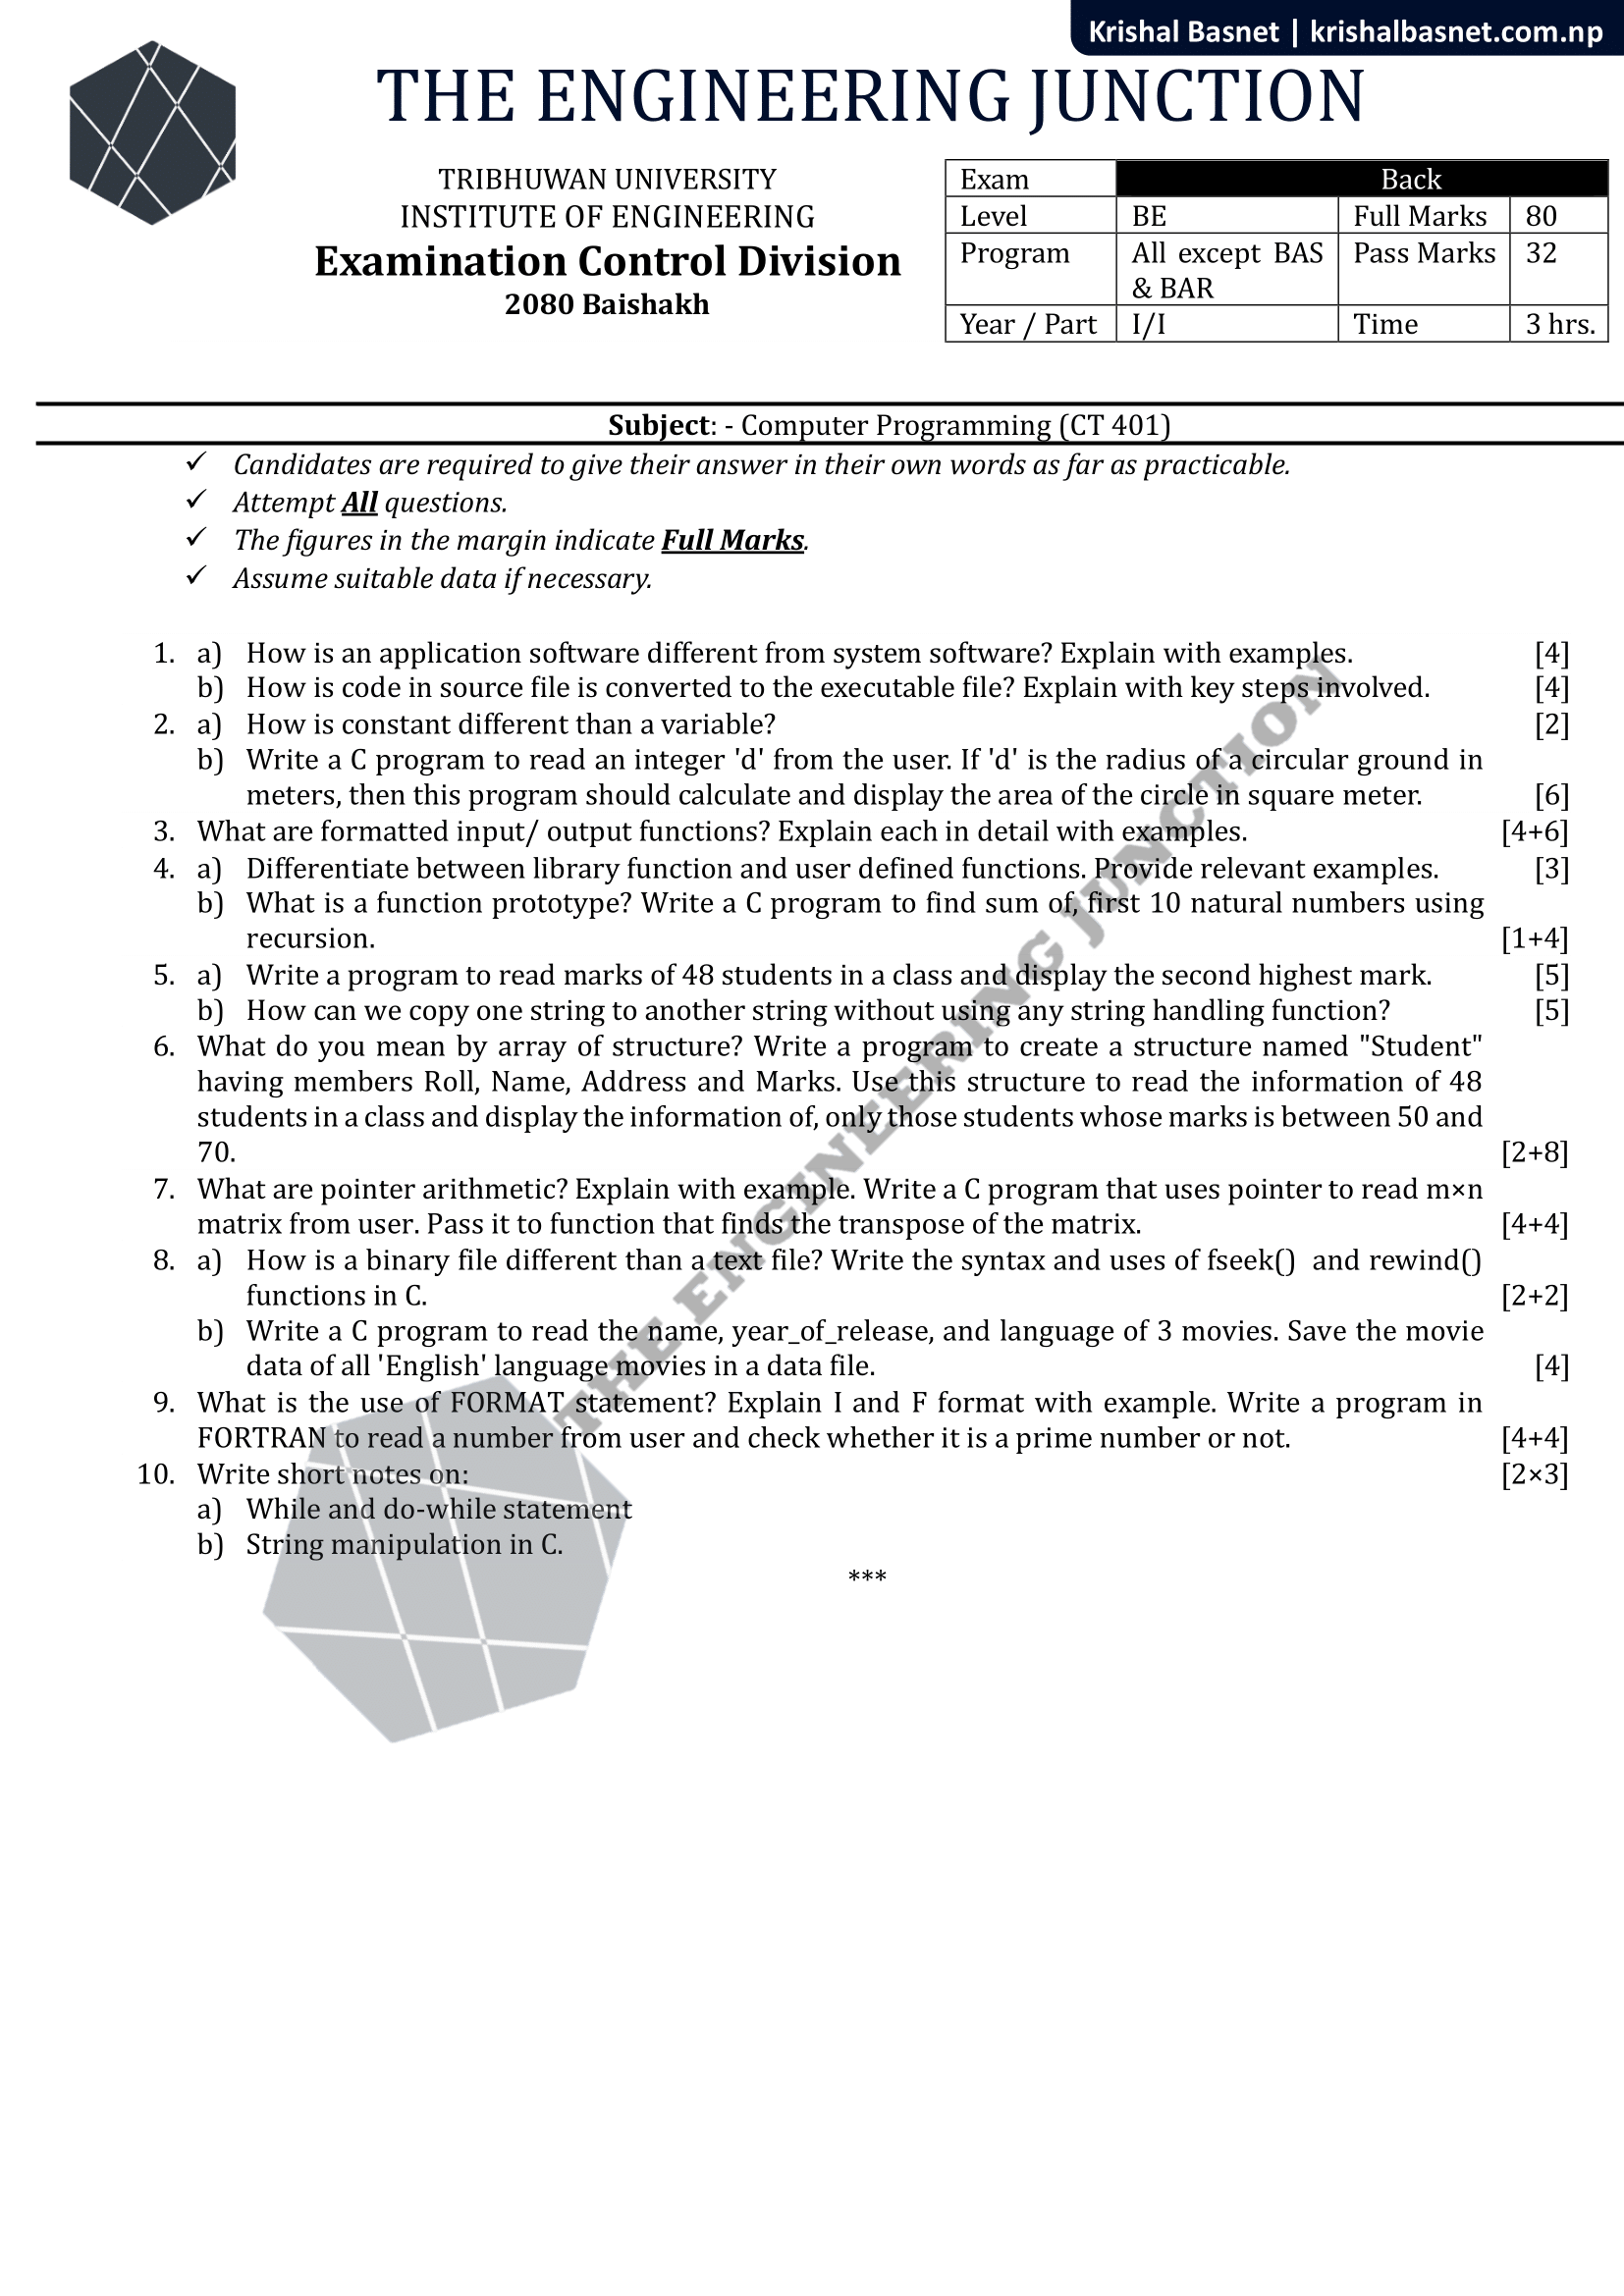 Krishal Basnet | krishalbasnet.com.np
THE ENGINEERING JUNCTION
TRIBHUWAN UNIVERSITY
INSTITUTE OF ENGINEERING
Examination Control Division
2080 Baishakh
Exam Back
Level BE Full Marks 80
Program All except BAS Pass Marks 32
& BAR
Year / Part I/I Time 3 hrs.
Subject: - Computer Programming (CT 401)
✓ Candidates are required to give their answer in their own words as far as practicable.
✓ Attempt All questions.
✓ The figures in the margin indicate Full Marks.
✓ Assume suitable data if necessary.
1. a) How is an application software different from system software? Explain with examples. [4]
b) How is code in source file is converted to the executable file? Explain with key steps involved. [4]
2. a) How is constant different than a variable? [2]
b) Write a C program to read an integer 'd' from the user. If 'd' is the radius of a circular ground in
meters, then this program should calculate and display the area of the circle in square meter. [6]
3. What are formatted input/ output functions? Explain each in detail with examples. [4+6]
4. a) Differentiate between library function and user defined functions. Provide relevant examples. [3]
b) What is a function prototype? Write a C program to find sum of, first 10 natural numbers using
recursion. [1+4]
5. a) Write a program to read marks of 48 students in a class and display the second highest mark. [5]
b) How can we copy one string to another string without using any string handling function? [5]
6. What do you mean by array of structure? Write a program to create a structure named "Student"
having members Roll, Name, Address and Marks. Use this structure to read the information of 48
students in a class and display the information of, only those students whose marks is between 50 and
70. [2+8]
7. What are pointer arithmetic? Explain with example. Write a C program that uses pointer to read m×n
matrix from user. Pass it to function that finds the transpose of the matrix. [4+4]
8. a) How is a binary file different than a text file? Write the syntax and uses of fseek() and rewind()
functions in C. [2+2]
b) Write a C program to read the name, year_of_release, and language of 3 movies. Save the movie
data of all 'English' language movies in a data file. [4]
9. What is the use of FORMAT statement? Explain I and F format with example. Write a program in
FORTRAN to read a number from user and check whether it is a prime number or not. [4+4]
10. Write short notes on: [2×3]
a) While and do-while statement
b) String manipulation in C.
***
THE ENGINEERING JUNCTION